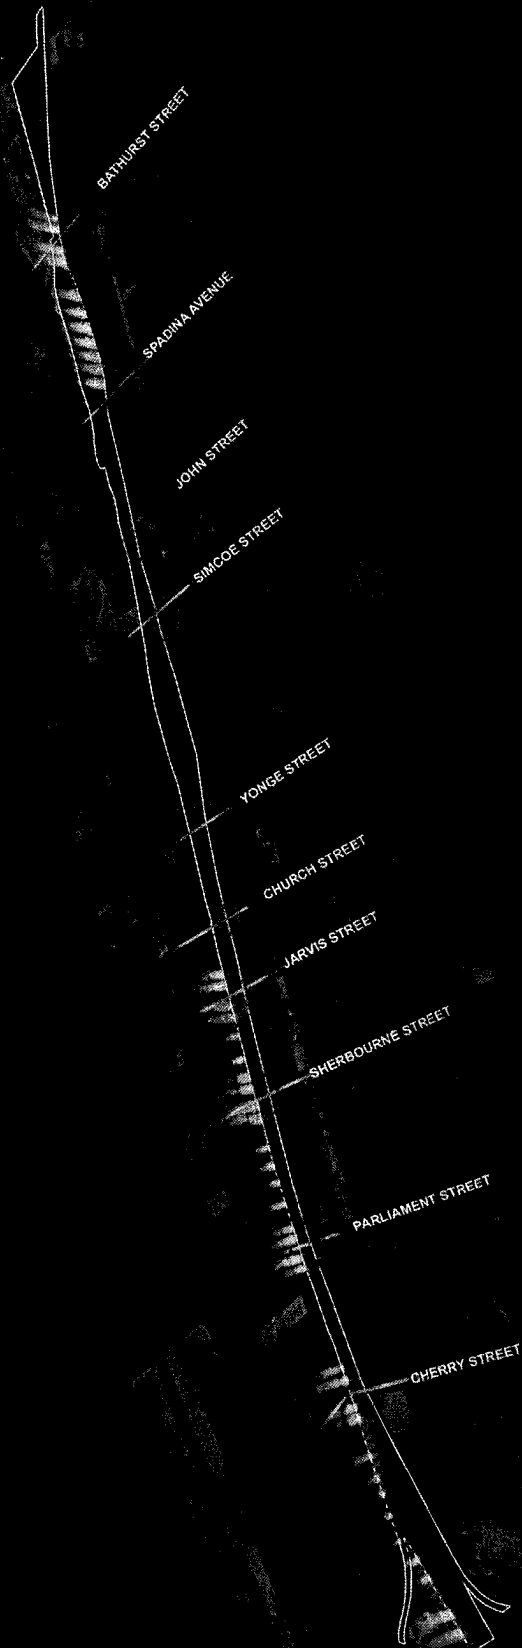 BATHURST STREET
SPADINA AVENUE
JOHN STREET
SIMCOE STREET
YONGE STREET
CHURCH STREET
JARVIS STREET
SHERBOURNE STREET
PARLIAMENT STREET
CHERRY STREET